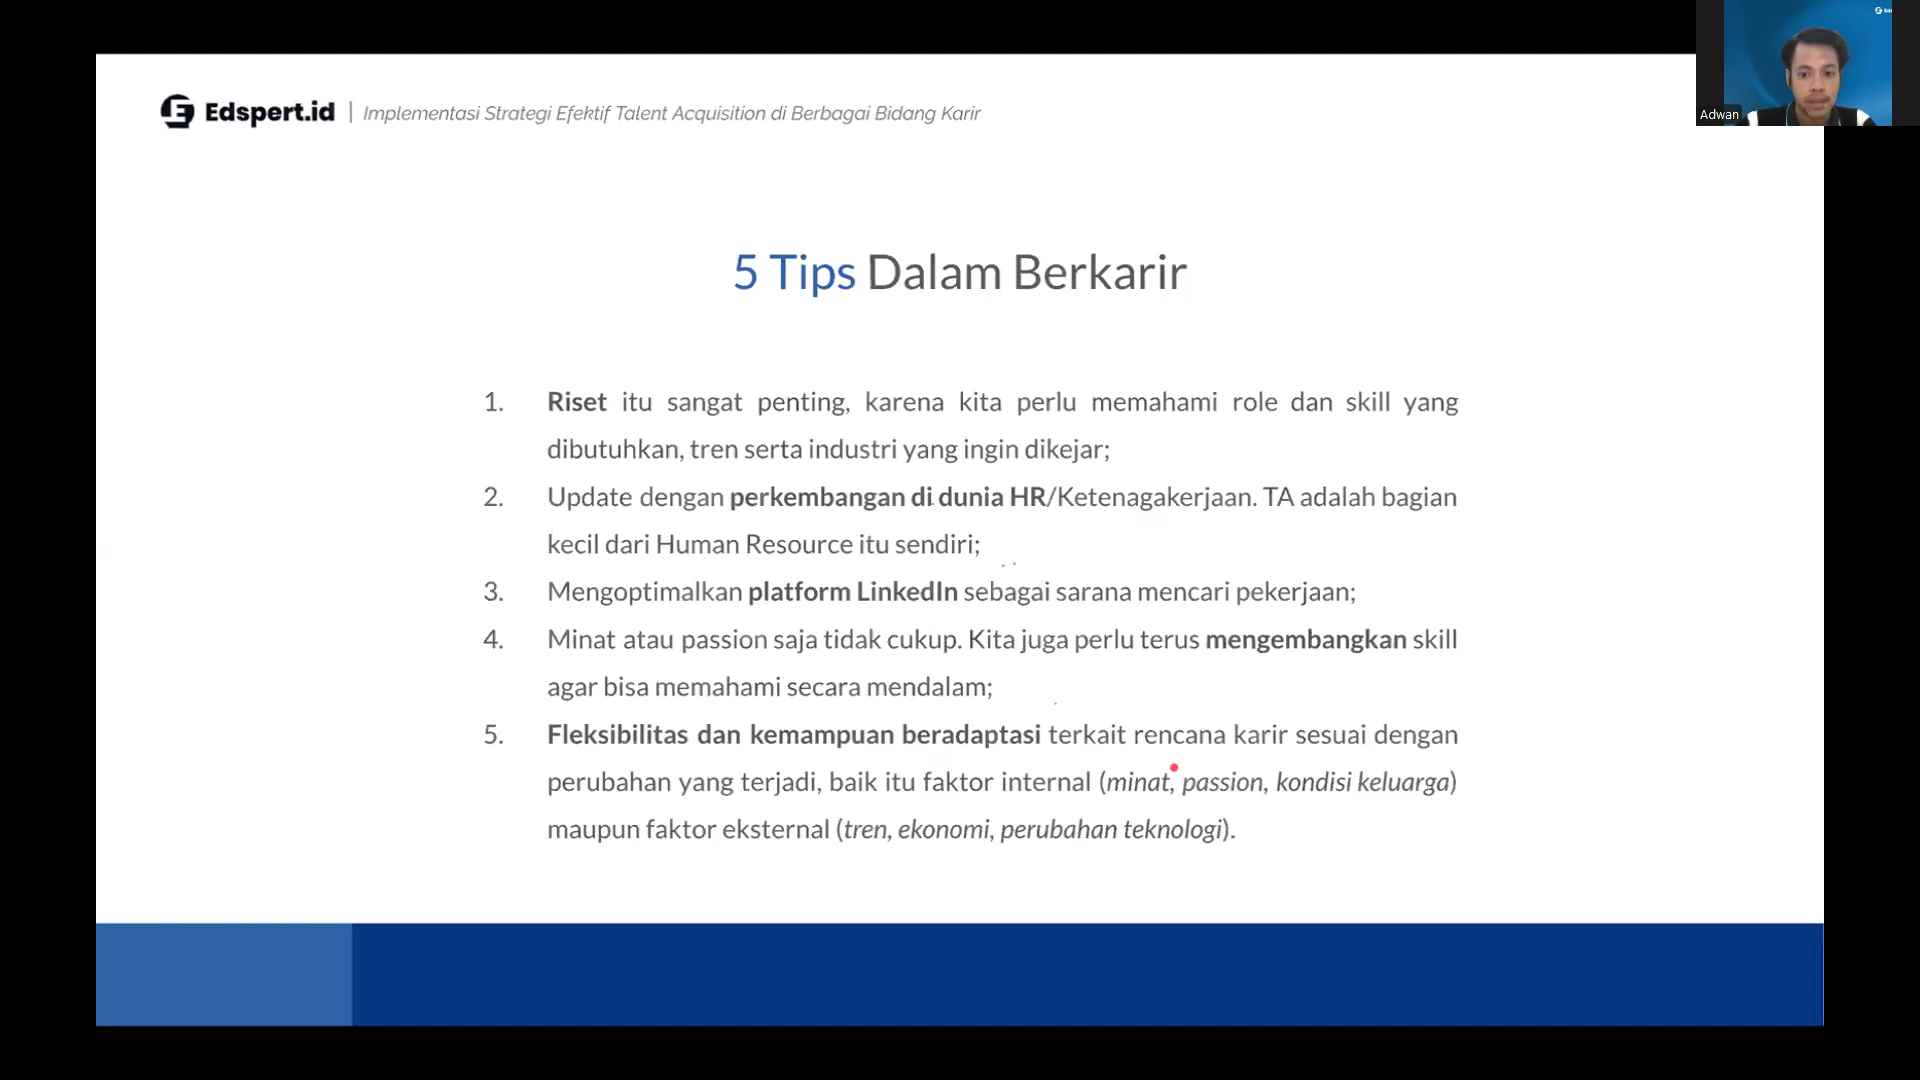 Edspert.id | Implementasi Strategi Efektif Talent Acquisition di Berbagai Bidang Karir
Adwan
5 Tips Dalam Berkarir
1. Riset itu sangat penting, karena kita perlu memahami role dan skill yang
dibutuhkan, tren serta industri yang ingin dikejar;
2. Update dengan perkembangan di dunia HR/Ketenagakerjaan. TA adalah bagian
kecil dari Human Resource itu sendiri;
3. Mengoptimalkan platform LinkedIn sebagai sarana mencari pekerjaan;
4. Minat atau passion saja tidak cukup. Kita juga perlu terus mengembangkan skill
agar bisa memahami secara mendalam;
5. Fleksibilitas dan kemampuan beradaptasi terkait rencana karir sesuai dengan
perubahan yang terjadi, baik itu faktor internal (minat, passion, kondisi keluarga)
maupun faktor eksternal (tren, ekonomi, perubahan teknologi).